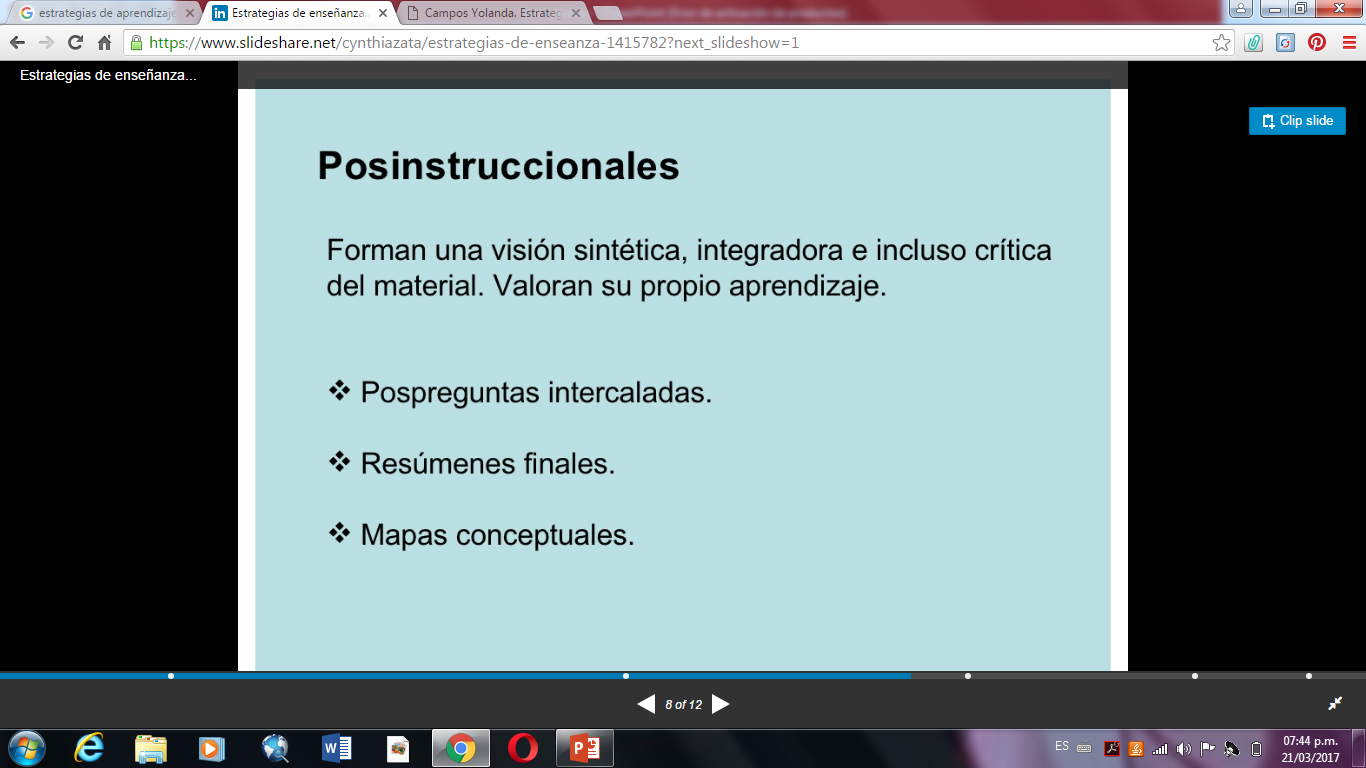 estrategias de aprendizaje
Estrategias de enseñanza.
Campos Yolanda. Estrateg
https://www.slideshare.net/cynthiazata/estrategias-de-enseanza-1415782?next_slideshow=1
Estrategias de enseñanza...
Clip slide
Posinstruccionales
Forman una visión sintética, integradora e incluso crítica
del material. Valoran su propio aprendizaje.
❖ Pospreguntas intercaladas.
❖ Resúmenes finales.
❖ Mapas conceptuales.
8 of 12
ES
07:44 p.m.
21/03/2017